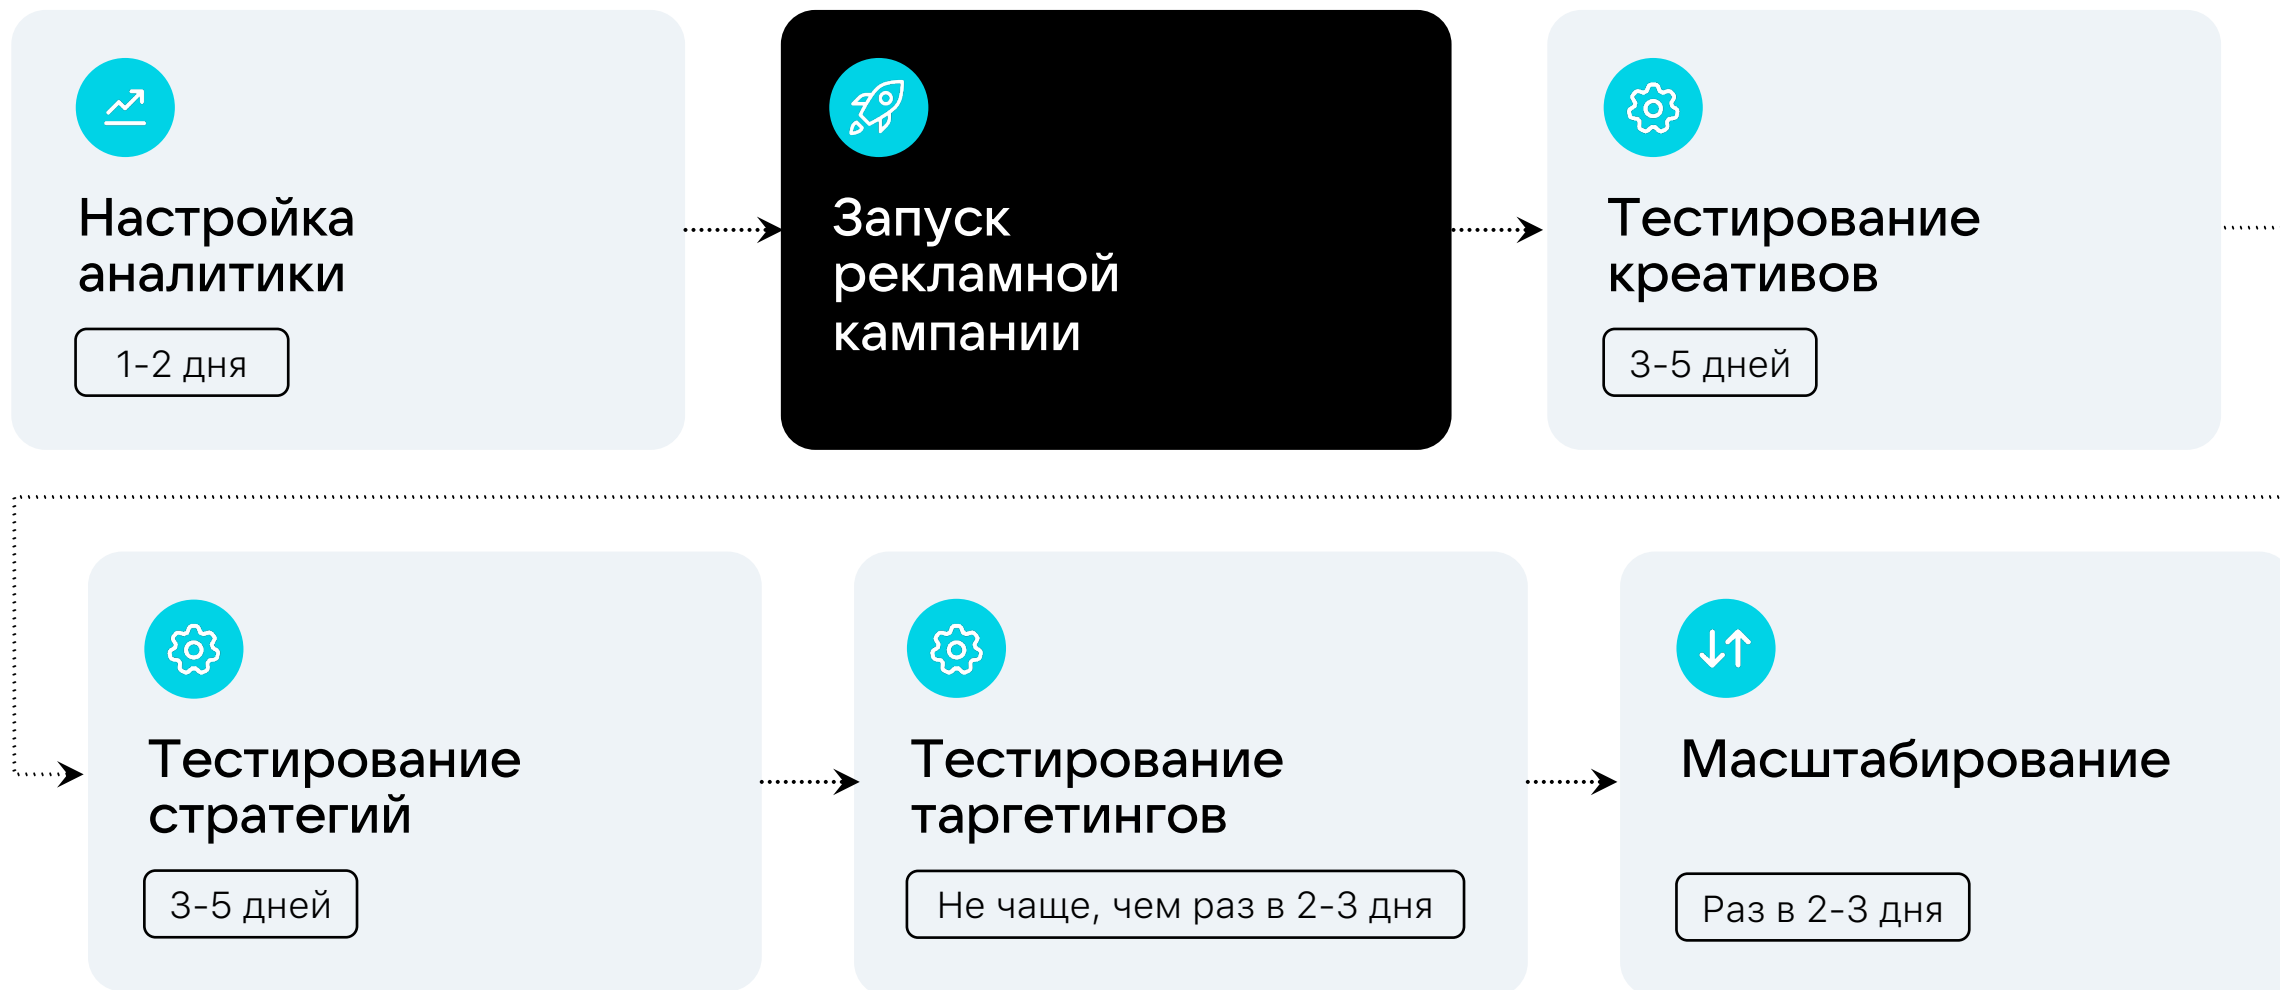 Настройка
аналитики
1-2 дня
Запуск
рекламной
кампании
Тестирование
креативов
3-5 дней
Тестирование
стратегий
3-5 дней
Тестирование
таргетингов
Не чаще, чем раз в 2-3 дня
Масштабирование
Раз в 2-3 дня